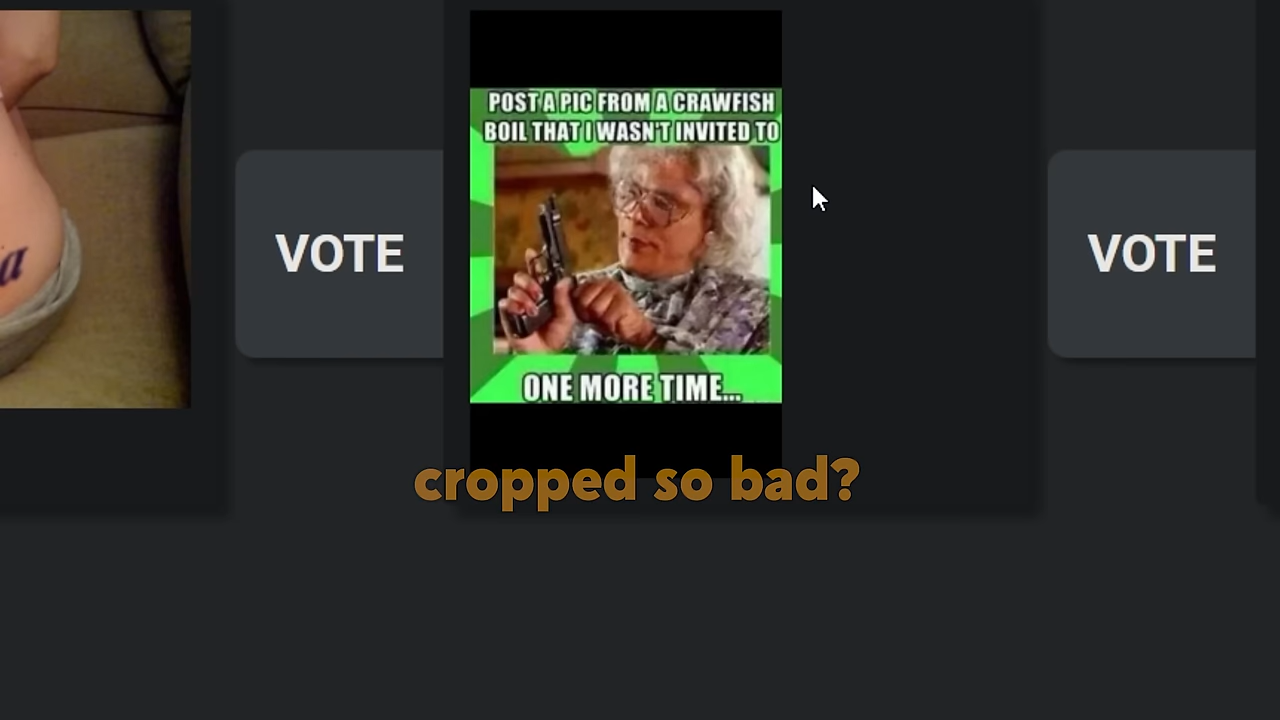 POST A PIC FROM A CRAWFISH
BOIL THAT I WASN'T INVITED TO
a
VOTE
VOTE
ONE MORE TIME...
cropped so bad?